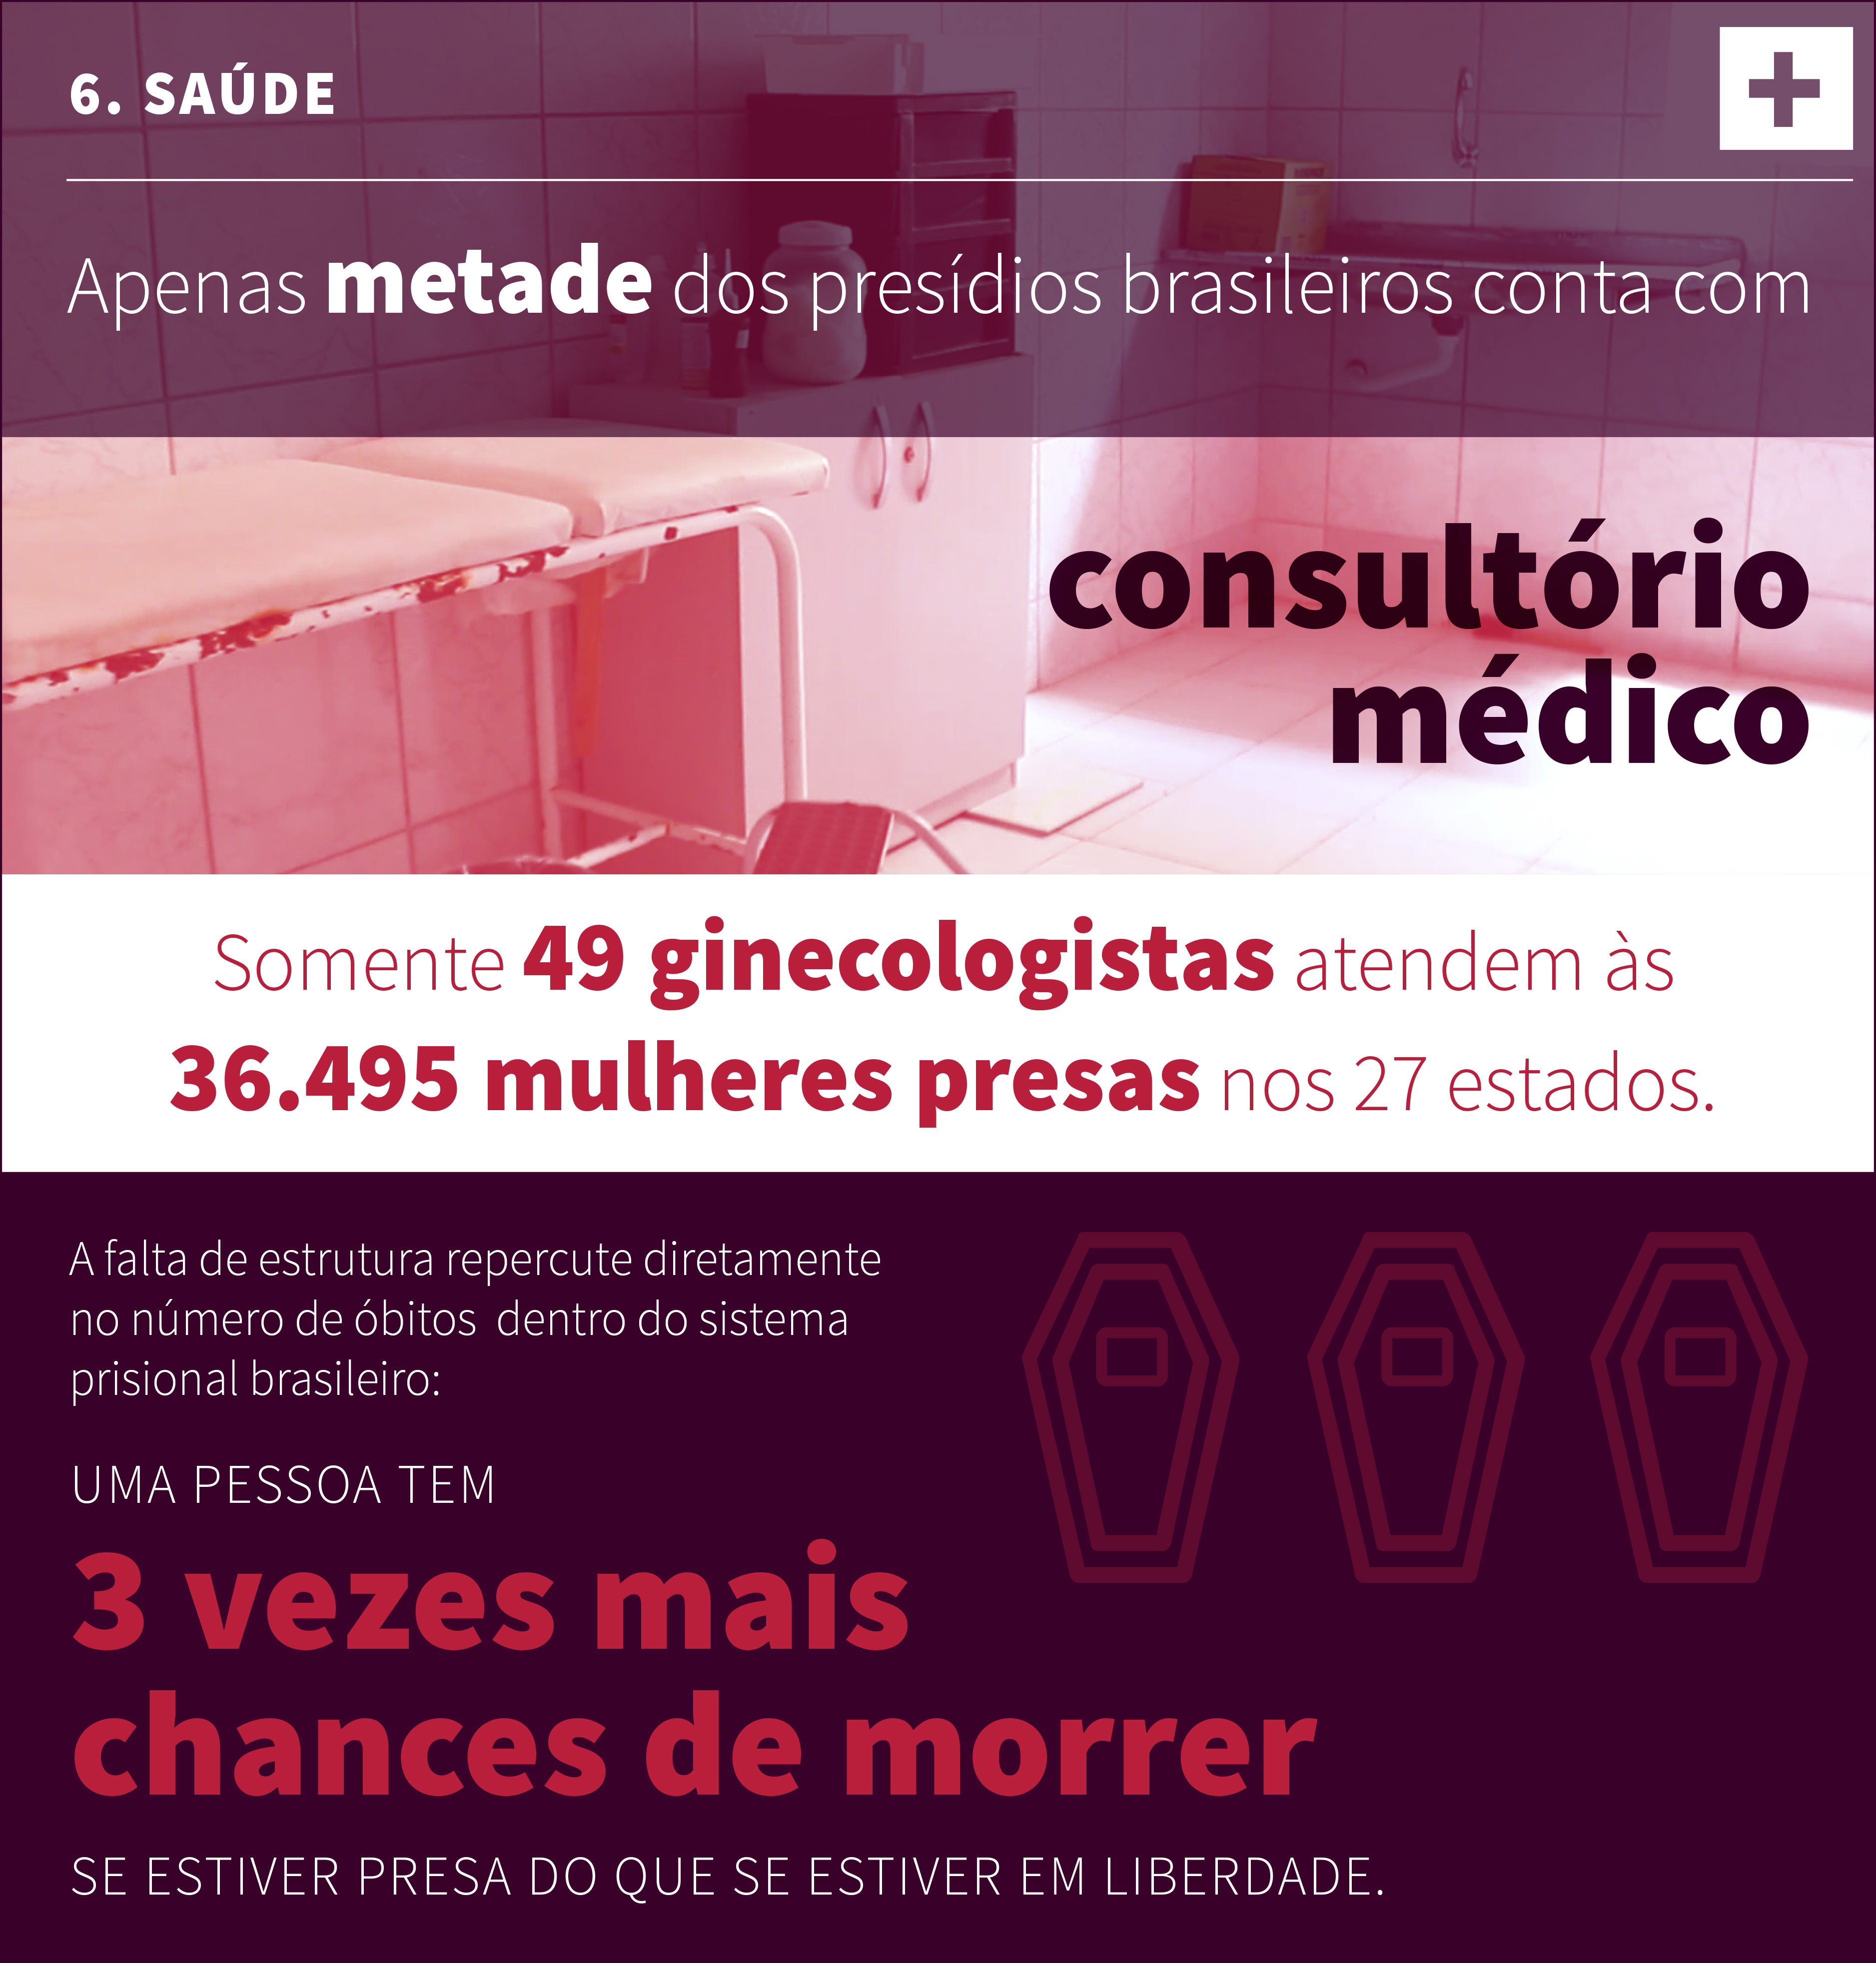 6. SAÚDE
Apenas metade dos presídios brasileiros conta com
consultório
médico
Somente 49 ginecologistas atendem às
36.495 mulheres presas nos 27 estados.
A falta de estrutura repercute diretamente
no número de óbitos dentro do sistema
prisional brasileiro:
UMA PESSOA TEM
3 vezes mais
chances de morrer
SE ESTIVER PRESA DO QUE SE ESTIVER EM LIBERDADE.